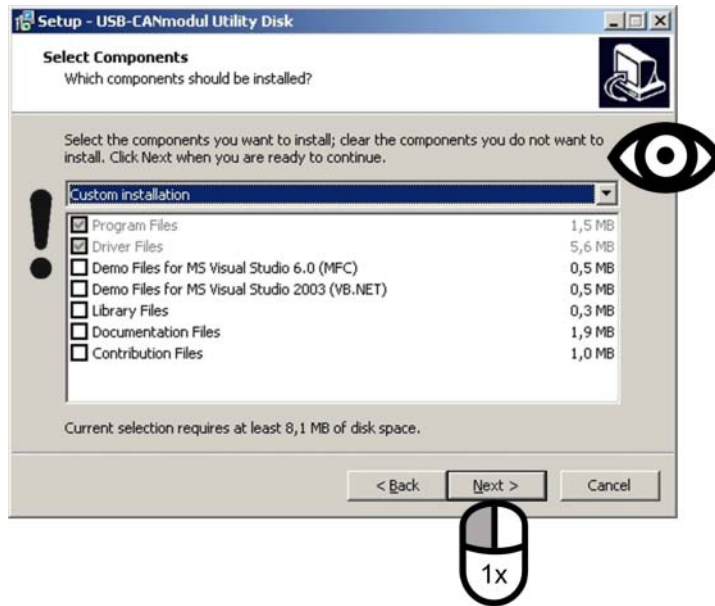 Setup - USB-CANmodul Utility Disk
Select Components
Which components should be installed?
Select the components you want to install; clear the components you do not want to
install. Click Next when you are ready to continue.
Custom installation
Program Files 1,5 MB
Driver Files 5,6 MB
Demo Files for MS Visual Studio 6.0 (MFC) 0,5 MB
Demo Files for MS Visual Studio 2003 (VB.NET) 0,5 MB
Library Files 0,3 MB
Documentation Files 1,9 MB
Contribution Files 1,0 MB
Current selection requires at least 8,1 MB of disk space.
< Back Next > Cancel
!
1x